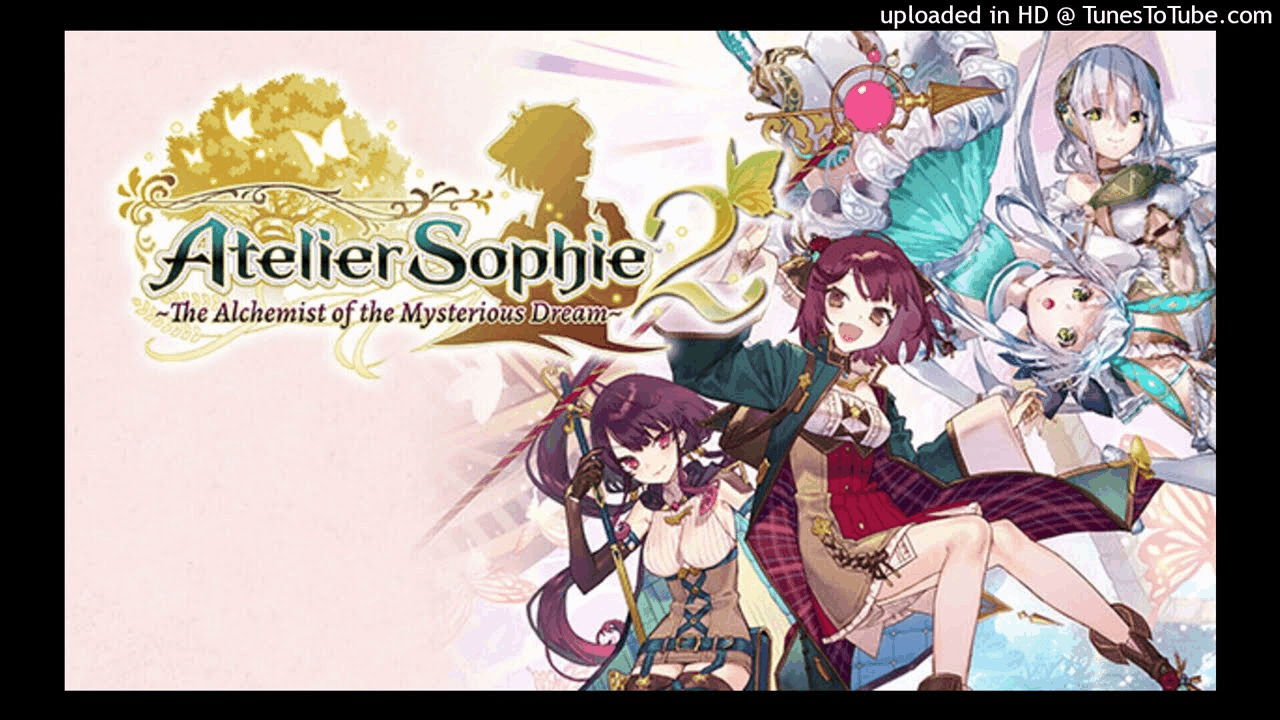 uploaded in HD @ TunesToTube.com
Atelier Sophie 2
~The Alchemist of the Mysterious Dream~